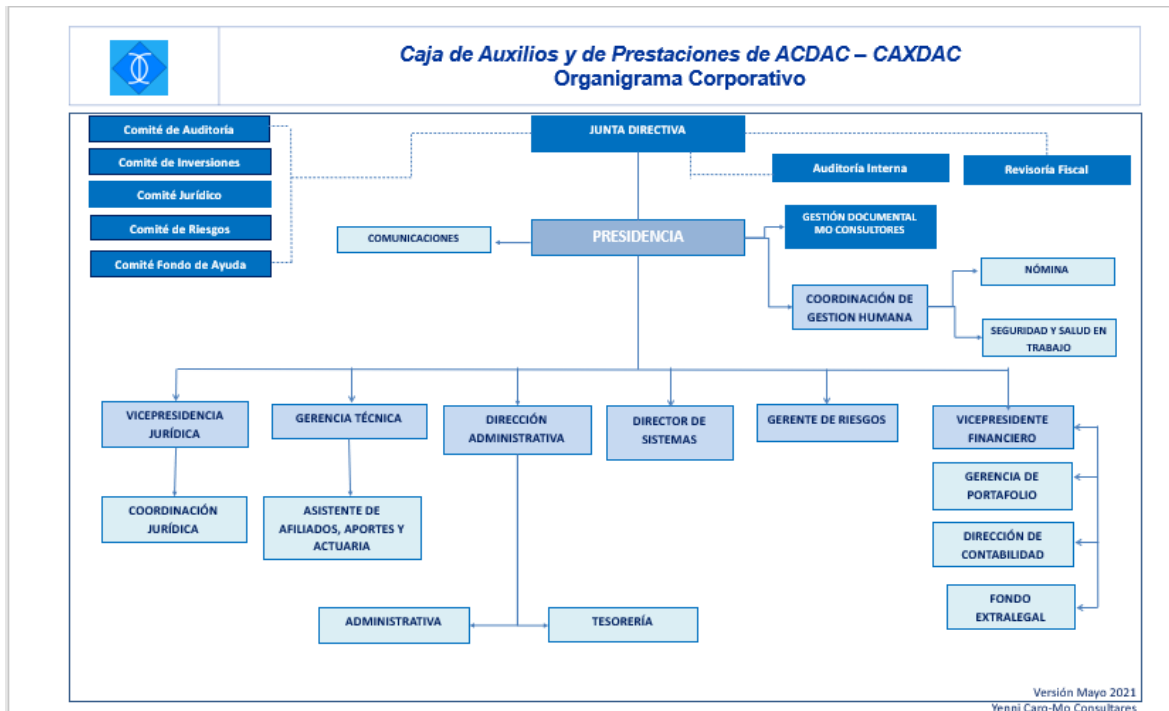 Caja de Auxilios y de Prestaciones de ACDAC – CAXDAC
Organigrama Corporativo
Comité de Auditoría
Comité de Inversiones
Comité Jurídico
Comité de Riesgos
Comité Fondo de Ayuda
JUNTA DIRECTIVA
Auditoría Interna
Revisoría Fiscal
COMUNICACIONES
PRESIDENCIA
GESTIÓN DOCUMENTAL
MO CONSULTORES
COORDINACIÓN DE
GESTION HUMANA
NÓMINA
SEGURIDAD Y SALUD EN
TRABAJO
VICEPRESIDENCIA
JURÍDICA
GERENCIA TÉCNICA
DIRECCIÓN
ADMINISTRATIVA
DIRECTOR DE
SISTEMAS
GERENTE DE RIESGOS
VICEPRESIDENTE
FINANCIERO
COORDINACIÓN
JURÍDICA
ASISTENTE DE
AFILIADOS, APORTES Y
ACTUARIA
GERENCIA DE
PORTAFOLIO
DIRECCIÓN DE
CONTABILIDAD
FONDO
EXTRALEGAL
ADMINISTRATIVA
TESORERÍA
Versión Mayo 2021
Yenni Caro-Mo Consultares